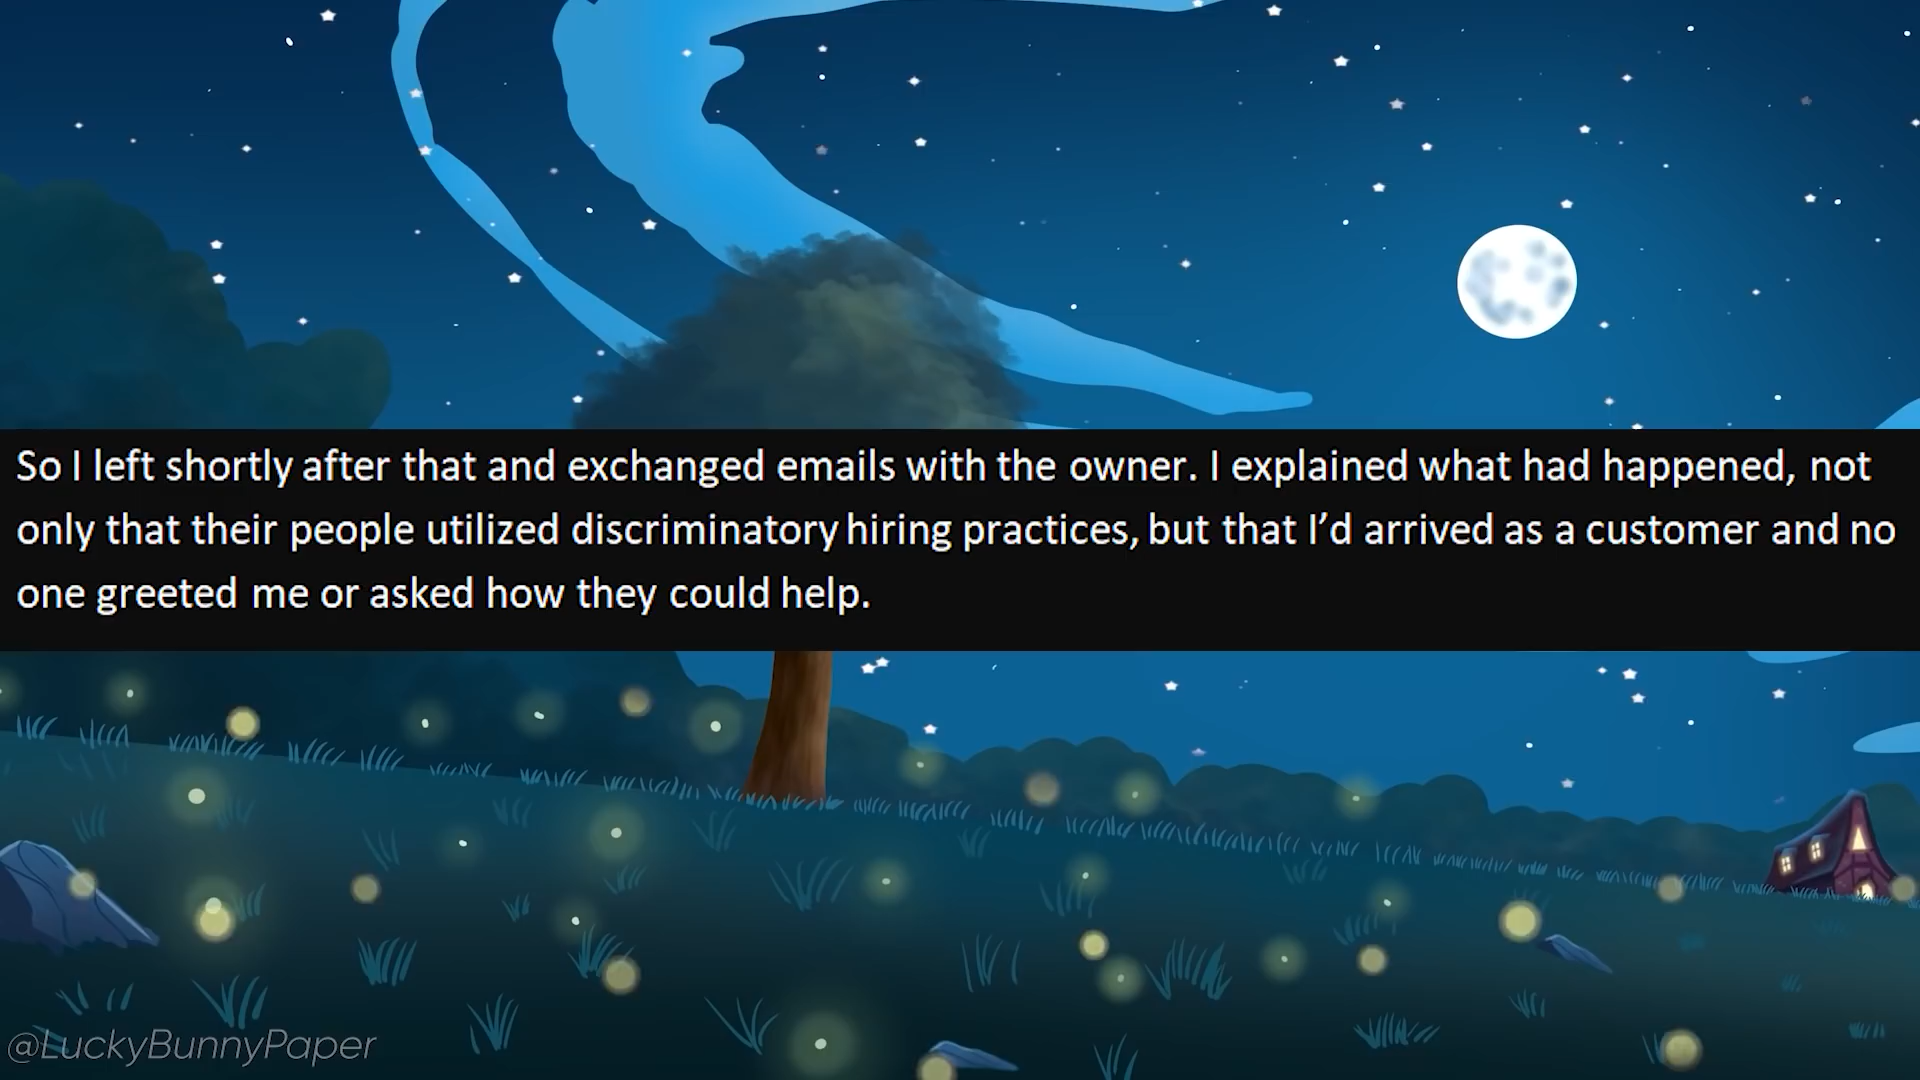 So I left shortly after that and exchanged emails with the owner. I explained what had happened, not
only that their people utilized discriminatory hiring practices, but that I’d arrived as a customer and no
one greeted me or asked how they could help.
@LuckyBunnyPaper